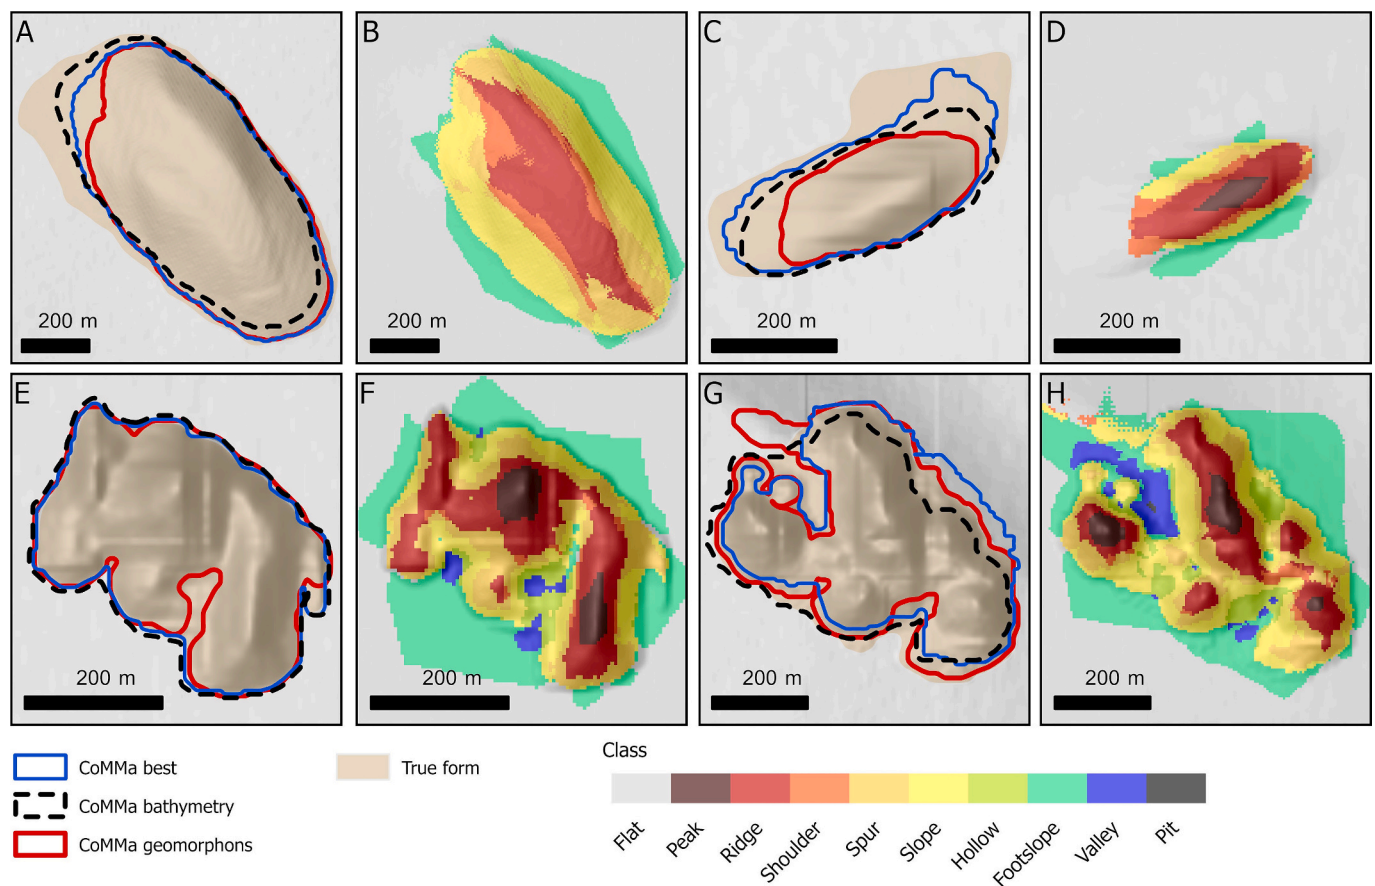 A
B
C
D
200 m
200 m
200 m
200 m
E
F
G
H
200 m
200 m
200 m
200 m
CoMMa best
CoMMa bathymetry
CoMMa geomorphons
True form
Class
Flat
Peak
Ridge
Shoulder
Spur
Slope
Hollow
Footslope
Valley
Pit